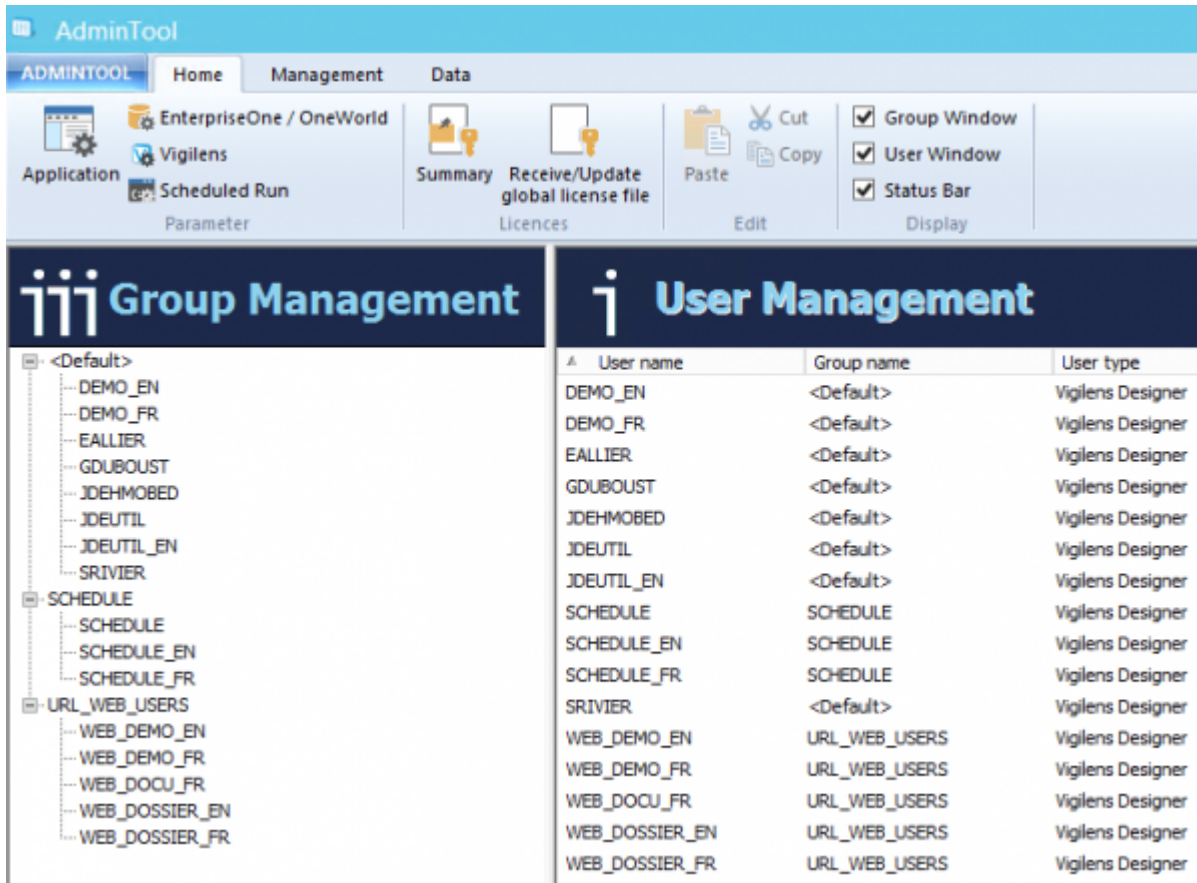 AdminTool
ADMINTOOL Home Management Data
Application
EnterpriseOne / OneWorld
Vigilens
Scheduled Run
Parameter
Summary
Receive/Update
global license file
Licences
Paste
Cut
Copy
Edit
Group Window
User Window
Status Bar
Display
Group Management
<Default>
DEMO_EN
DEMO_FR
EALLIER
GDUBOUST
JDEHMOBED
JDEUTIL
JDEUTIL_EN
SRIVIER
SCHEDULE
SCHEDULE
SCHEDULE_EN
SCHEDULE_FR
URL_WEB_USERS
WEB_DEMO_EN
WEB_DEMO_FR
WEB_DOCU_FR
WEB_DOSSIER_EN
WEB_DOSSIER_FR
User Management
User name Group name User type
DEMO_EN <Default> Vigilens Designer
DEMO_FR <Default> Vigilens Designer
EALLIER <Default> Vigilens Designer
GDUBOUST <Default> Vigilens Designer
JDEHMOBED <Default> Vigilens Designer
JDEUTIL <Default> Vigilens Designer
JDEUTIL_EN <Default> Vigilens Designer
SCHEDULE SCHEDULE Vigilens Designer
SCHEDULE_EN SCHEDULE Vigilens Designer
SCHEDULE_FR SCHEDULE Vigilens Designer
SRIVIER <Default> Vigilens Designer
WEB_DEMO_EN URL_WEB_USERS Vigilens Designer
WEB_DEMO_FR URL_WEB_USERS Vigilens Designer
WEB_DOCU_FR URL_WEB_USERS Vigilens Designer
WEB_DOSSIER_EN URL_WEB_USERS Vigilens Designer
WEB_DOSSIER_FR URL_WEB_USERS Vigilens Designer